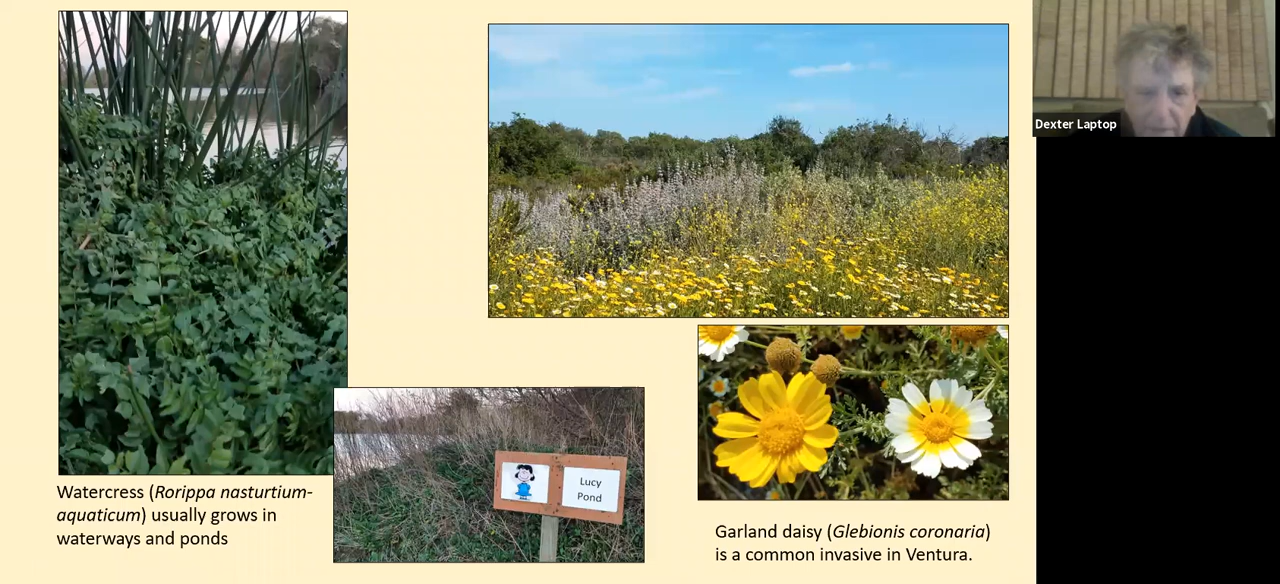 Dexter Laptop
Lucy
Pond
Watercress (Rorippa nasturtium-
aquaticum) usually grows in
waterways and ponds
Garland daisy (Glebionis coronaria)
is a common invasive in Ventura.